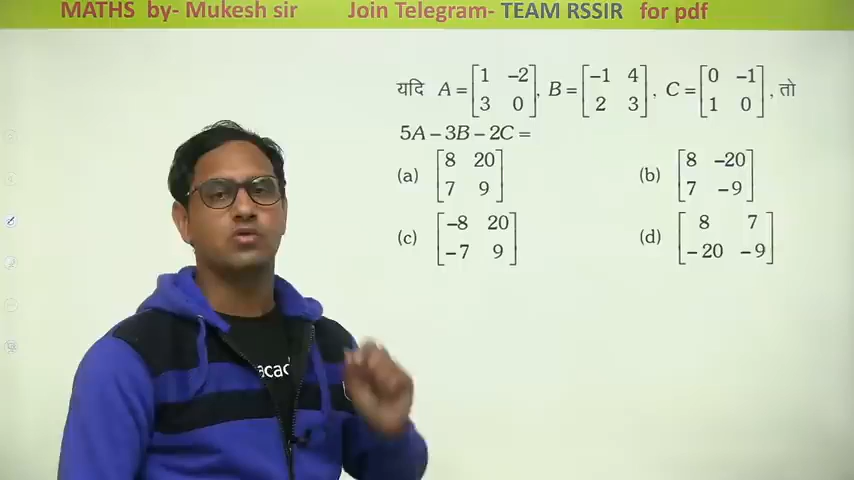 MATHS by- Mukesh sir Join Telegram- TEAM RSSIR for pdf
यदि A = [1 –2; 3 0], B = [–1 4; 2 3], C = [0 –1; 1 0], तो
5A – 3B – 2C =
(a) [8 20; 7 9] (b) [8 –20; 7 –9]
(c) [–8 20; –7 9] (d) [8 7; –20 –9]
acad